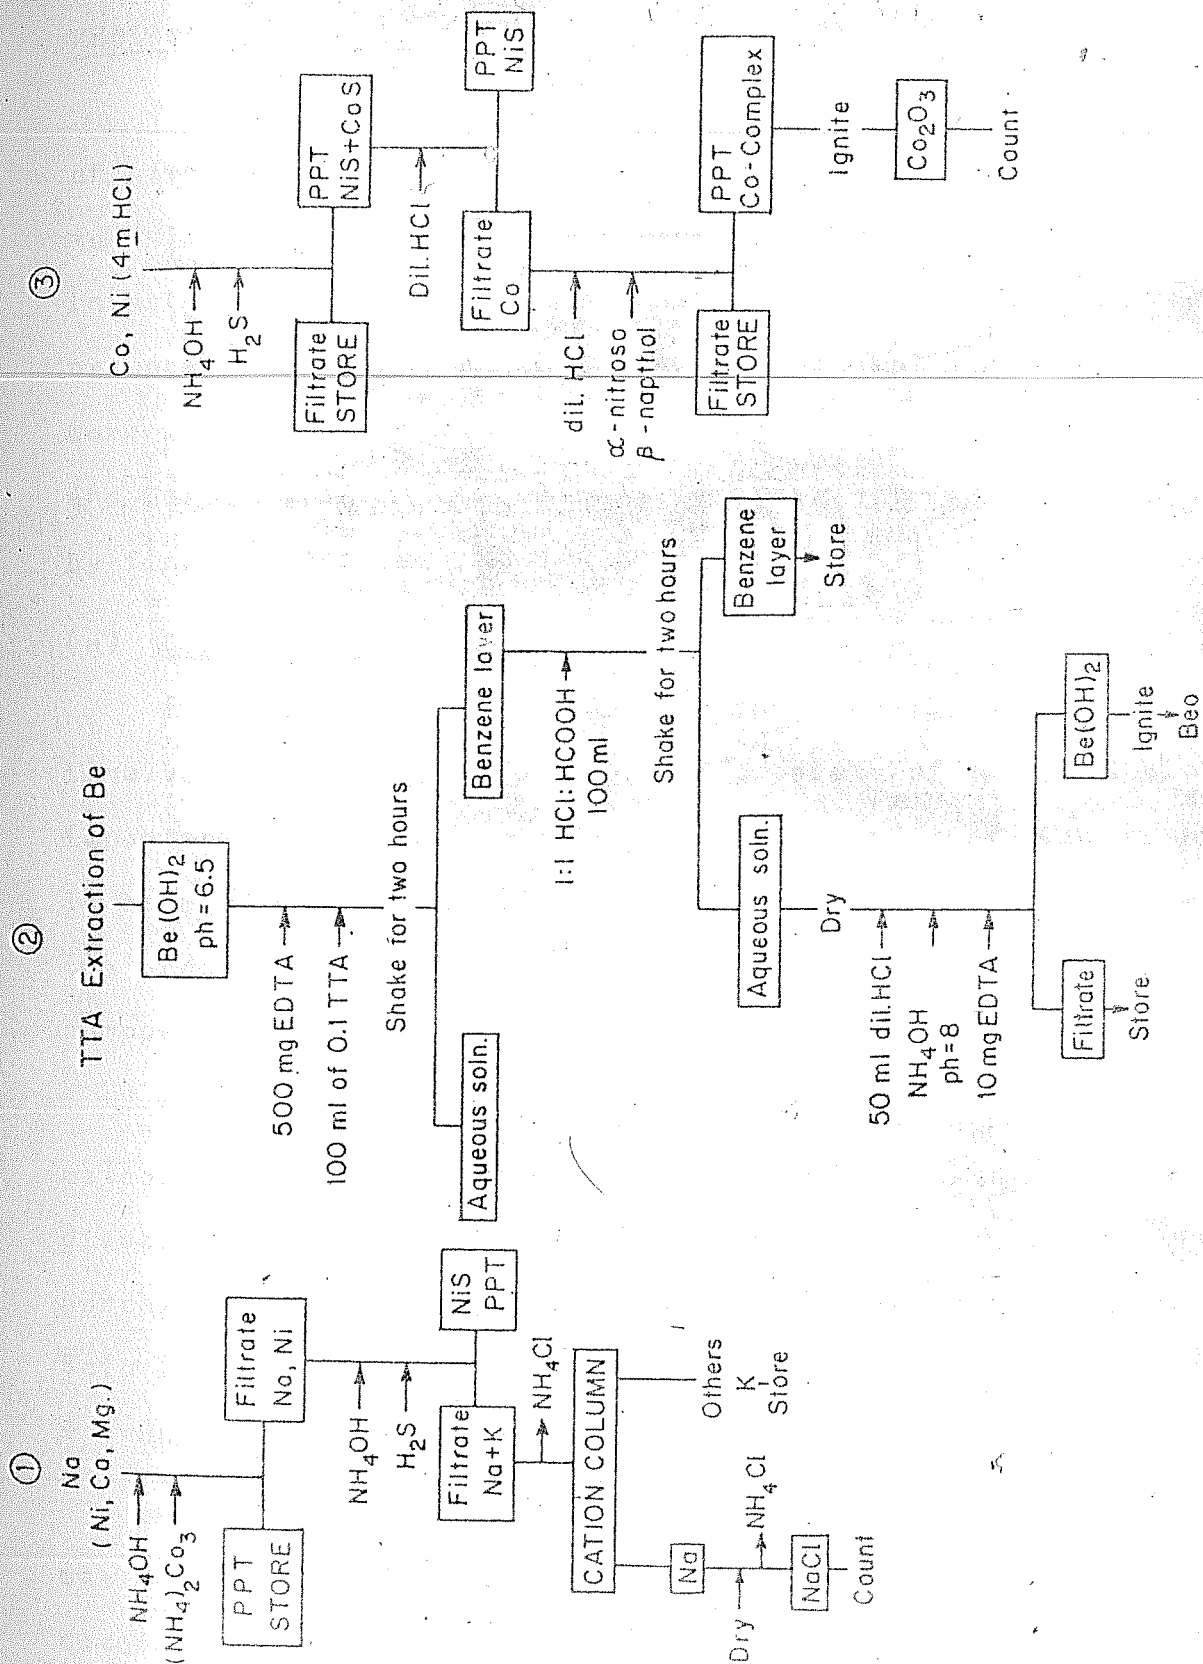 ①
Na
(Ni, Ca, Mg.)
NH₄OH
(NH₄)₂Co₃
PPT
STORE
Filtrate
Na, Ni
NH₄OH
H₂S
Filtrate
Na+K
NiS
PPT
NH₄Cl
CATION COLUMN
Na
Others
K
Store
Dry
NH₄Cl
NaCl
Count
②
TTA Extraction of Be
Be(OH)₂
ph=6.5
500 mg EDTA
100 ml of 0.1 TTA
Shake for two hours
Aqueous soln.
Benzene layer
1:1 HCl:HCOOH
100 ml
Shake for two hours
Aqueous soln.
Benzene
layer
Store
Dry
50 ml dil.HCl
NH₄OH
ph=8
10 mg EDTA
Filtrate
Store
Be(OH)₂
Ignite
Beo
③
Co, Ni (4m HCl)
NH₄OH
H₂S
Filtrate
STORE
PPT
NiS+CoS
Dil.HCl
Filtrate
Co
PPT
NiS
dil. HCl
α-nitroso
β-napthol
Filtrate
STORE
PPT
Co-Complex
Ignite
Co₂O₃
Count